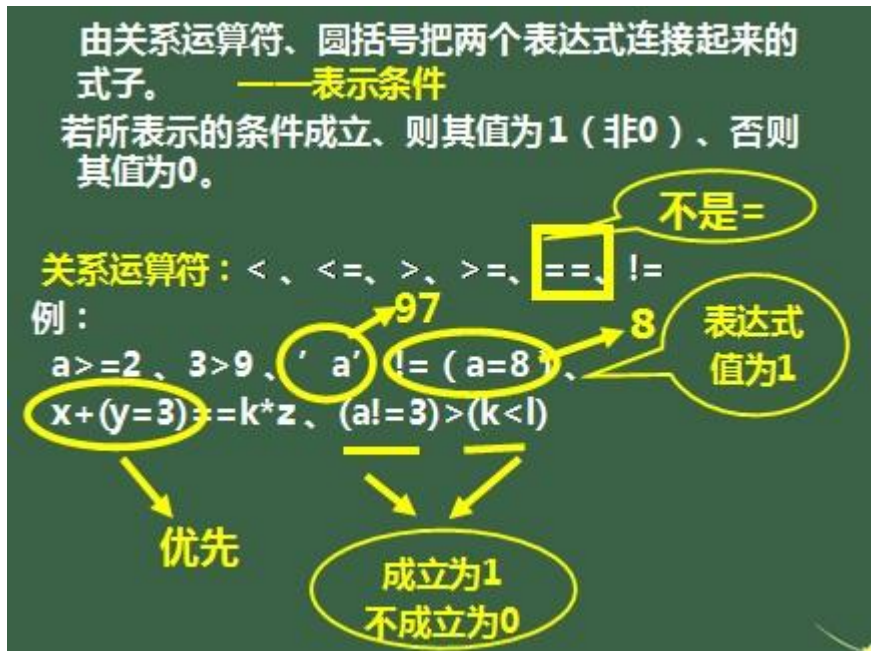 由关系运算符、圆括号把两个表达式连接起来的
式子。 ——表示条件
若所表示的条件成立、则其值为1（非0）、否则
其值为0。
不是=
关系运算符：< 、<=、>、>=、==、!=
例：
97
8
表达式
值为1
a>=2 、3>9 、′a′ != ( a=8 ) 、
x+(y=3)==k*z 、(a!=3)>(k<l)
优先
成立为1
不成立为0